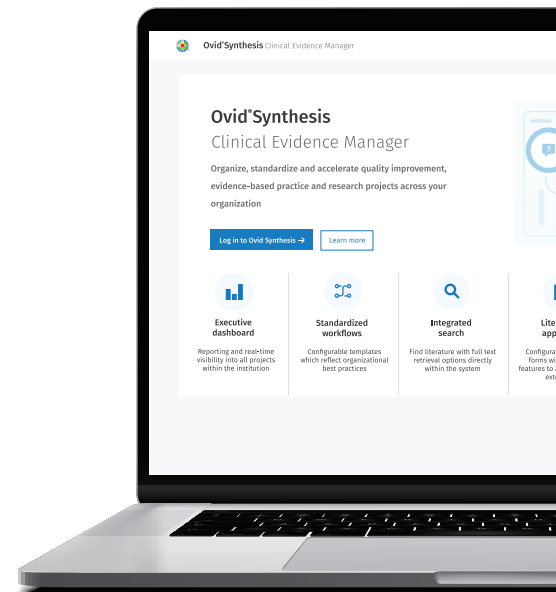 Ovid®Synthesis Clinical Evidence Manager
Ovid®Synthesis
Clinical Evidence Manager
Organize, standardize and accelerate quality improvement,
evidence-based practice and research projects across your
organization
Log in to Ovid Synthesis →
Learn more
Executive
dashboard
Reporting and real-time
visibility into all projects
within the institution
Standardized
workflows
Configurable templates
which reflect organizational
best practices
Integrated
search
Find literature with full text
retrieval options directly
within the system